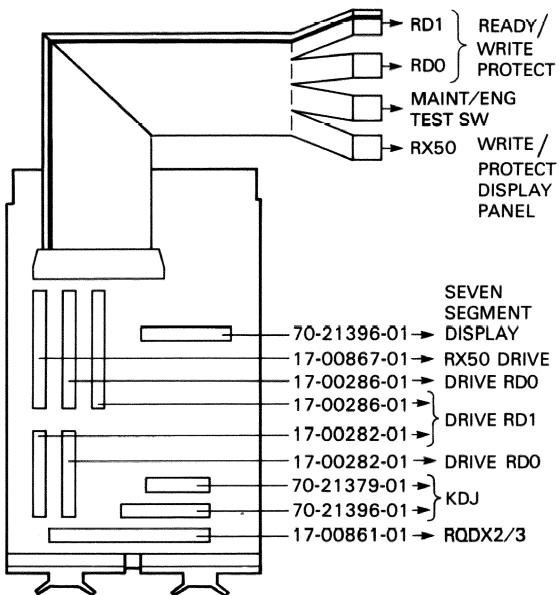 RD1
READY/
WRITE
PROTECT
RD0
MAINT/ENG
TEST SW
RX50
WRITE/
PROTECT
DISPLAY
PANEL
SEVEN
SEGMENT
70-21396-01 DISPLAY
17-00867-01 RX50 DRIVE
17-00286-01 DRIVE RD0
17-00286-01
DRIVE RD1
17-00282-01
17-00282-01 DRIVE RD0
70-21379-01
KDJ
70-21396-01
17-00861-01 RQDX2/3